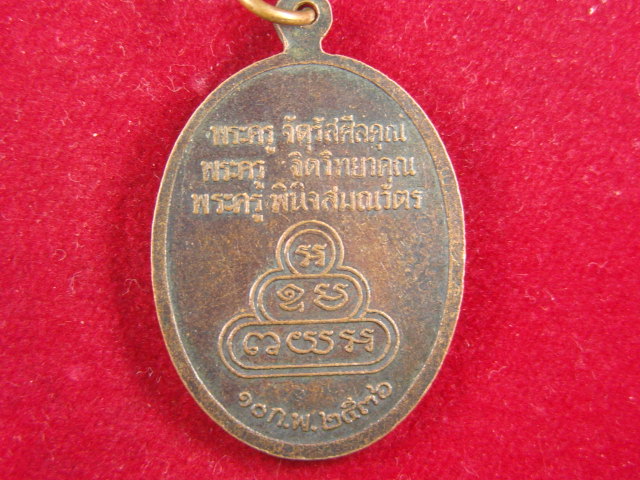 พระครู จัตุรัสศีลคุณ
พระครู จิตวิทยาคุณ
พระครู พินิจสมณวัตร
๑๐ ก.พ. ๒๕๓๖